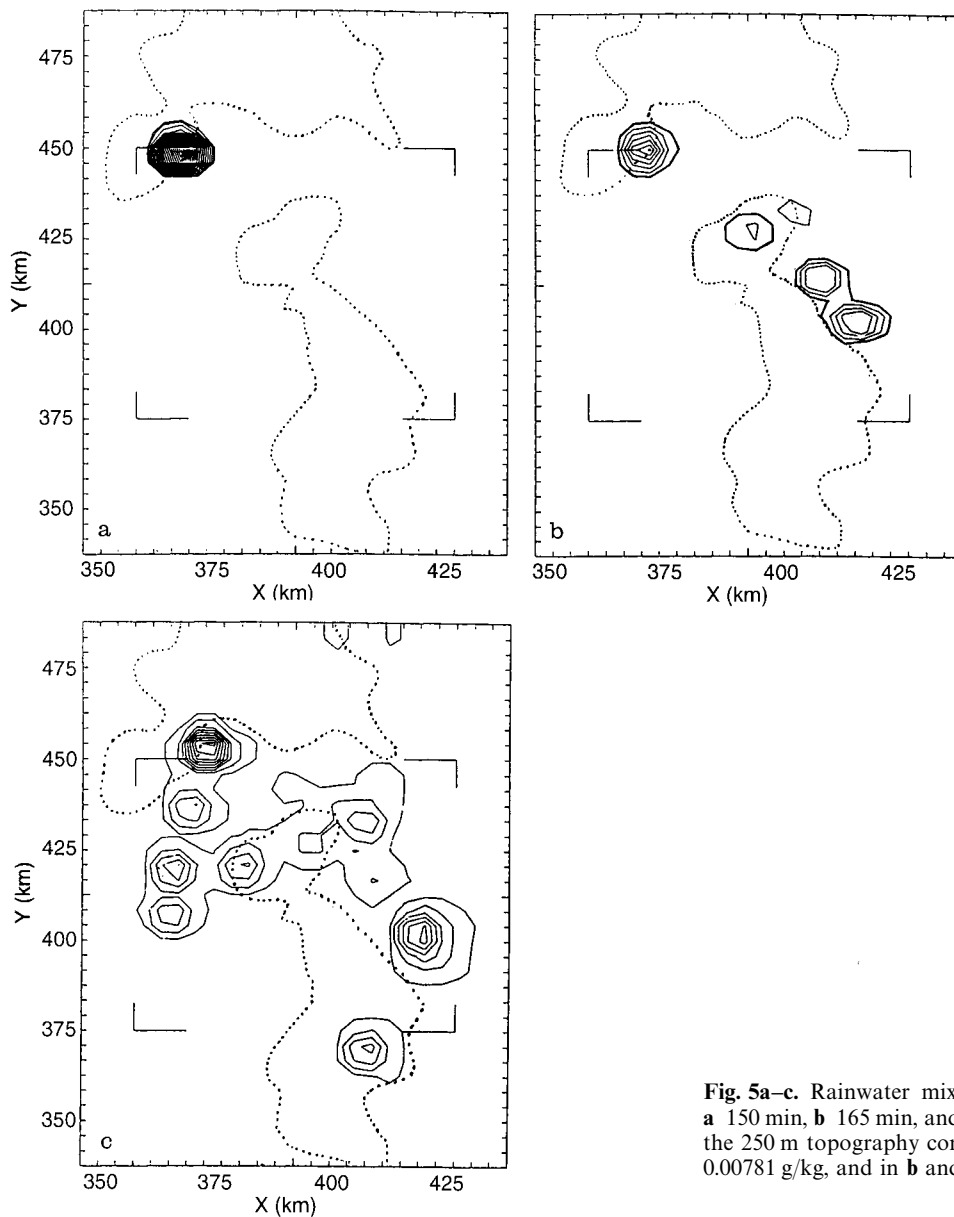 475
450
425
400
375
350
Y (km)
a
350
375
400
425
X (km)
b
350
375
400
425
X (km)
475
450
425
400
375
350
Y (km)
c
350
375
400
425
X (km)
Fig. 5a–c. Rainwater mix
a 150 min, b 165 min, and
the 250 m topography con
0.00781 g/kg, and in b and